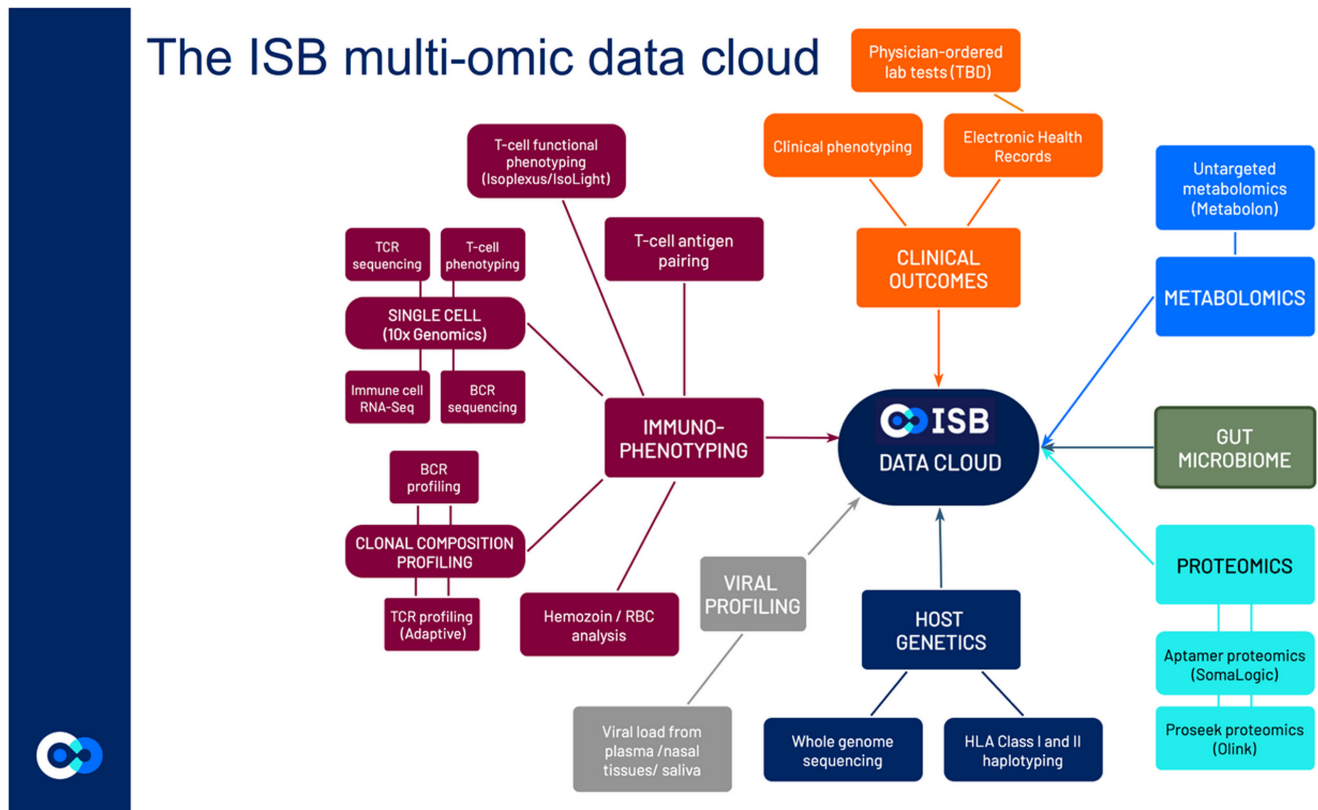 The ISB multi-omic data cloud
Physician-ordered
lab tests (TBD)
Clinical phenotyping
Electronic Health
Records
CLINICAL
OUTCOMES
Untargeted
metabolomics
(Metabolon)
METABOLOMICS
T-cell functional
phenotyping
(Isoplexus/IsoLight)
T-cell antigen
pairing
TCR
sequencing
T-cell
phenotyping
SINGLE CELL
(10x Genomics)
Immune cell
RNA-Seq
BCR
sequencing
IMMUNO-
PHENOTYPING
ISB
DATA CLOUD
GUT
MICROBIOME
BCR
profiling
CLONAL COMPOSITION
PROFILING
TCR profiling
(Adaptive)
Hemozoin / RBC
analysis
VIRAL
PROFILING
Viral load from
plasma /nasal
tissues/ saliva
HOST
GENETICS
Whole genome
sequencing
HLA Class I and II
haplotyping
PROTEOMICS
Aptamer proteomics
(SomaLogic)
Proseek proteomics
(Olink)